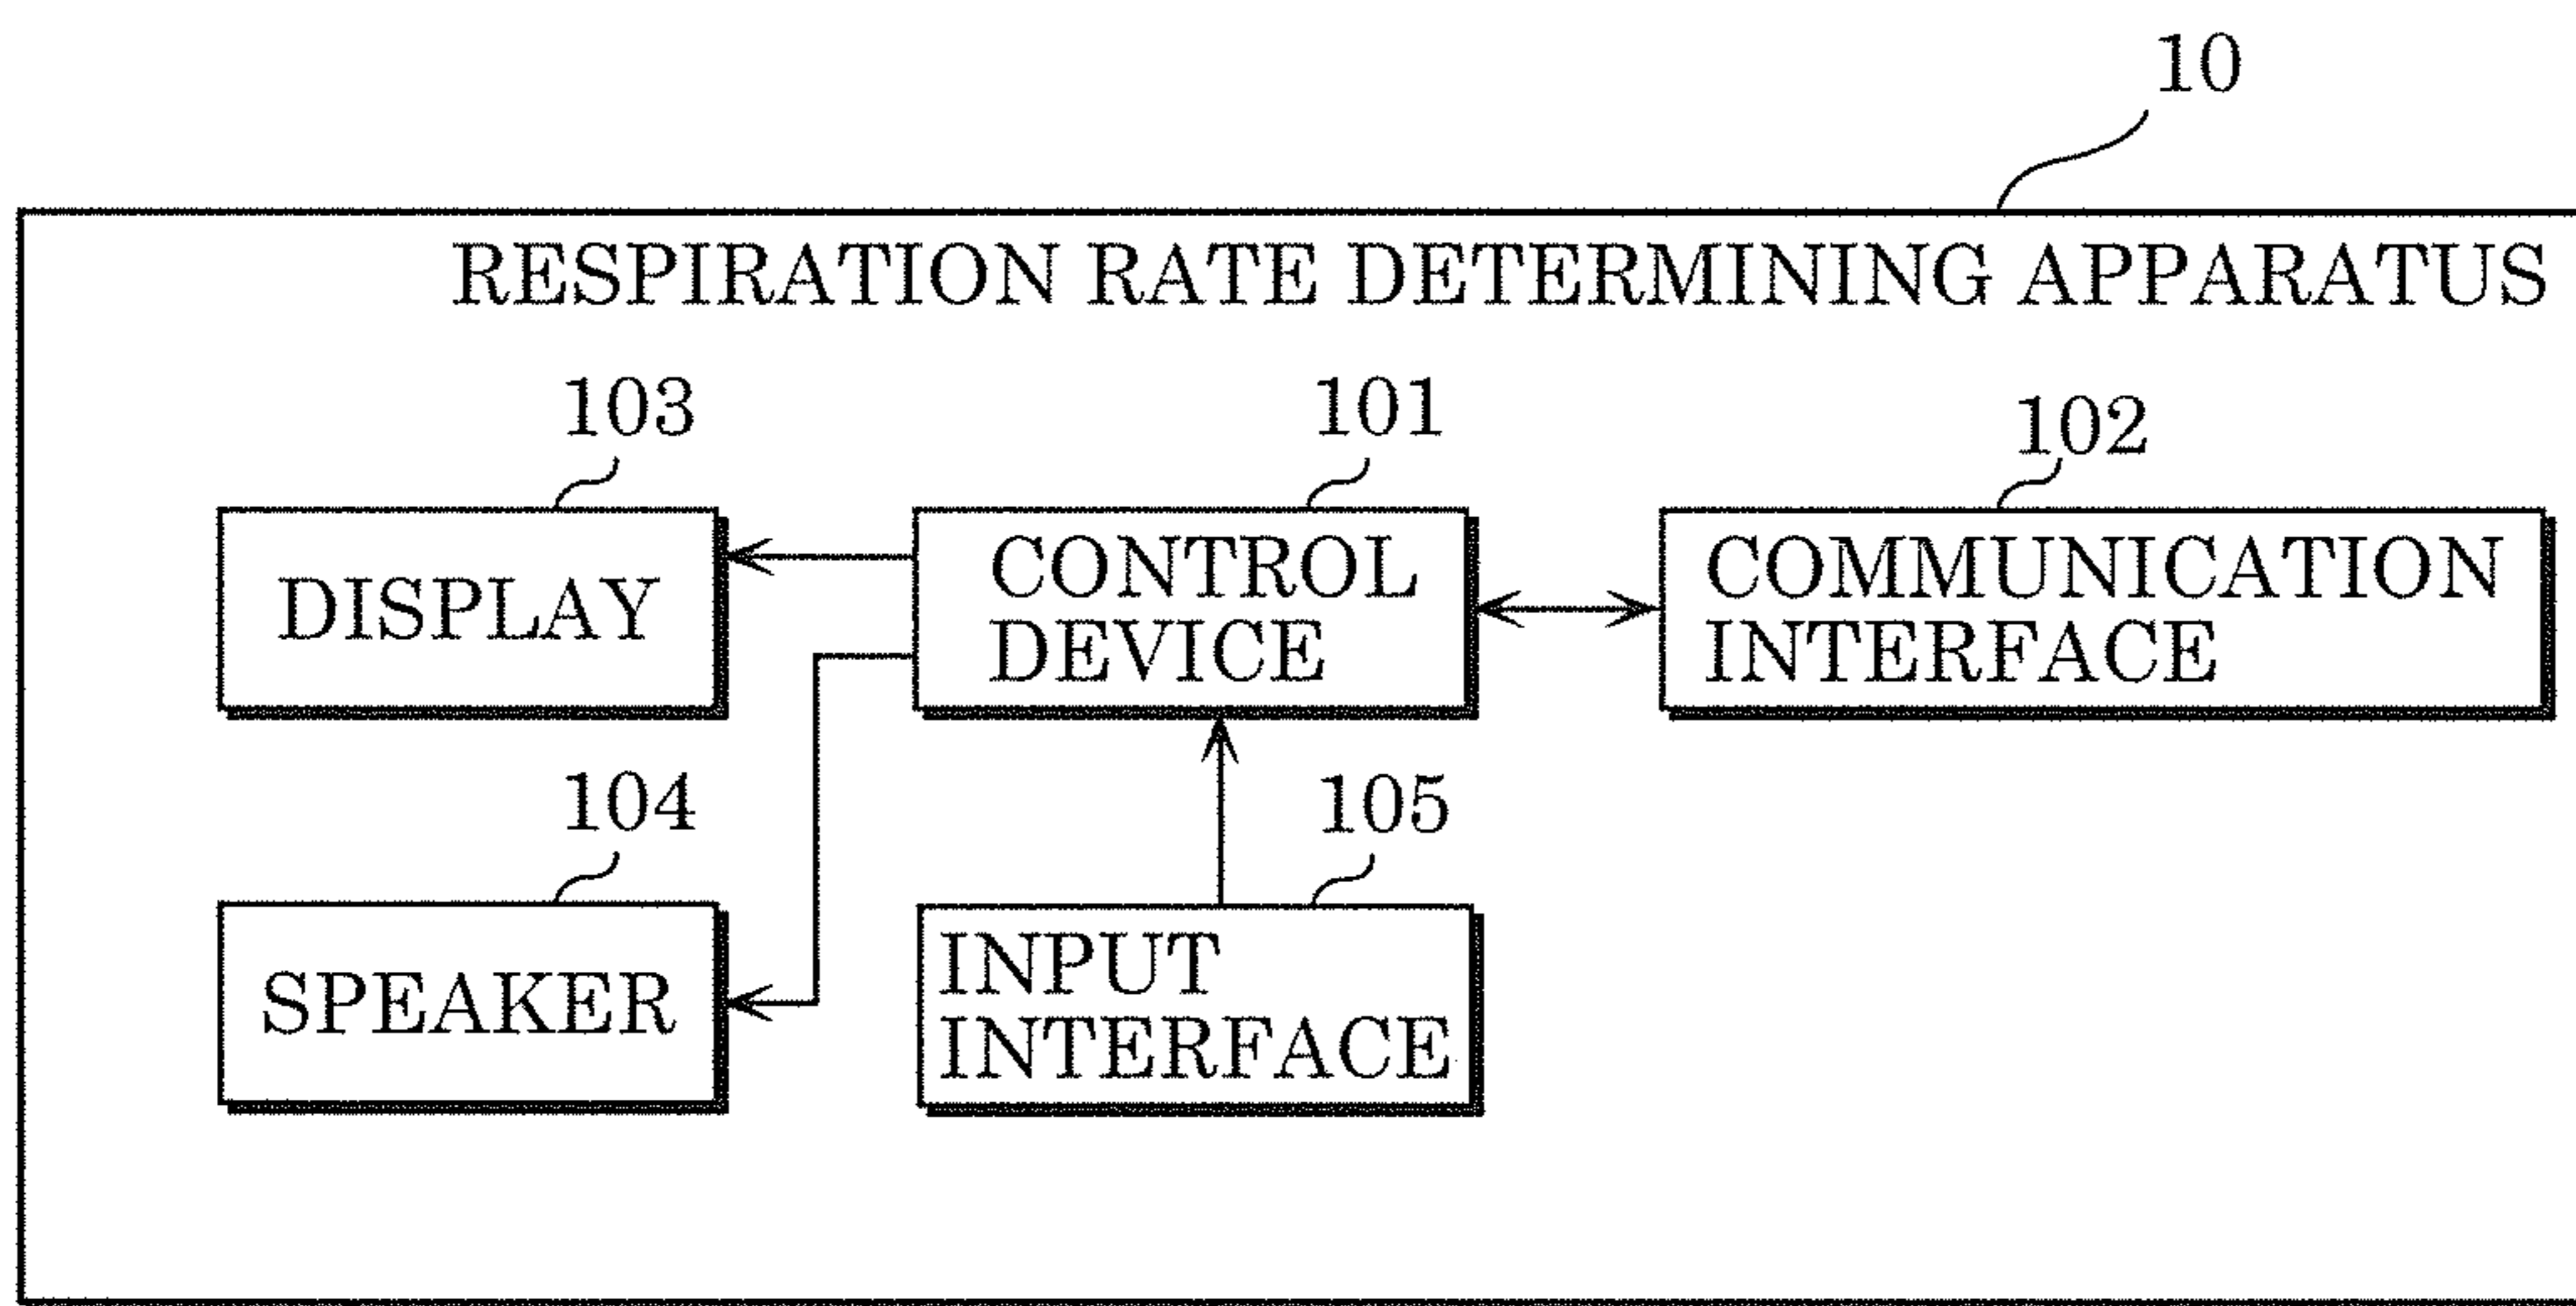 10
RESPIRATION RATE DETERMINING APPARATUS
103
101
102
DISPLAY
CONTROL
DEVICE
COMMUNICATION
INTERFACE
104
105
SPEAKER
INPUT
INTERFACE